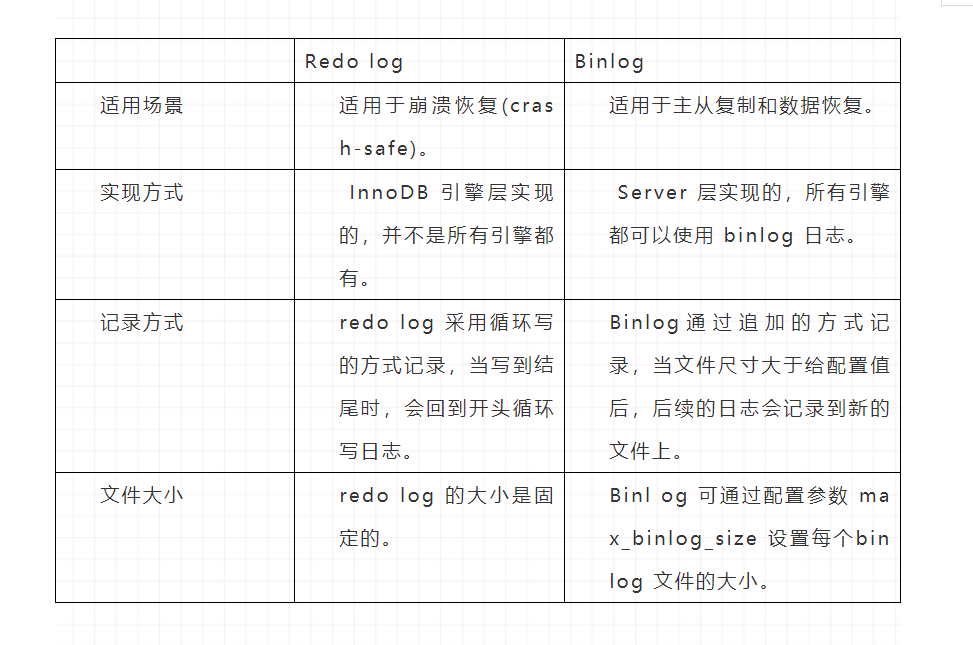 Redo log
Binlog
适用场景
适用于崩溃恢复(cras
h-safe)。
适用于主从复制和数据恢复。
实现方式
InnoDB 引擎层实现
的，并不是所有引擎都
有。
Server 层实现的，所有引擎
都可以使用 binlog 日志。
记录方式
redo log 采用循环写
的方式记录，当写到结
尾时，会回到开头循环
写日志。
Binlog通过追加的方式记
录，当文件尺寸大于给配置值
后，后续的日志会记录到新的
文件上。
文件大小
redo log 的大小是固
定的。
Binl og 可通过配置参数 ma
x_binlog_size 设置每个bin
log 文件的大小。